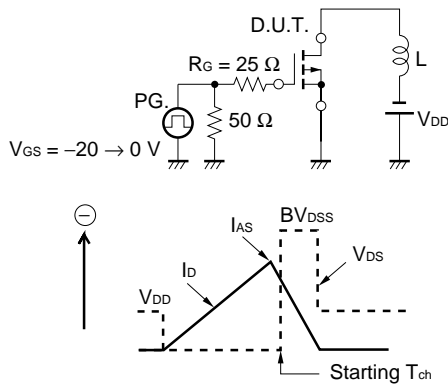 D.U.T.
RG = 25 Ω
L
PG.
50 Ω
VDD
VGS = −20 → 0 V
⊖
IAS
BVDSS
ID
VDS
VDD
Starting Tch